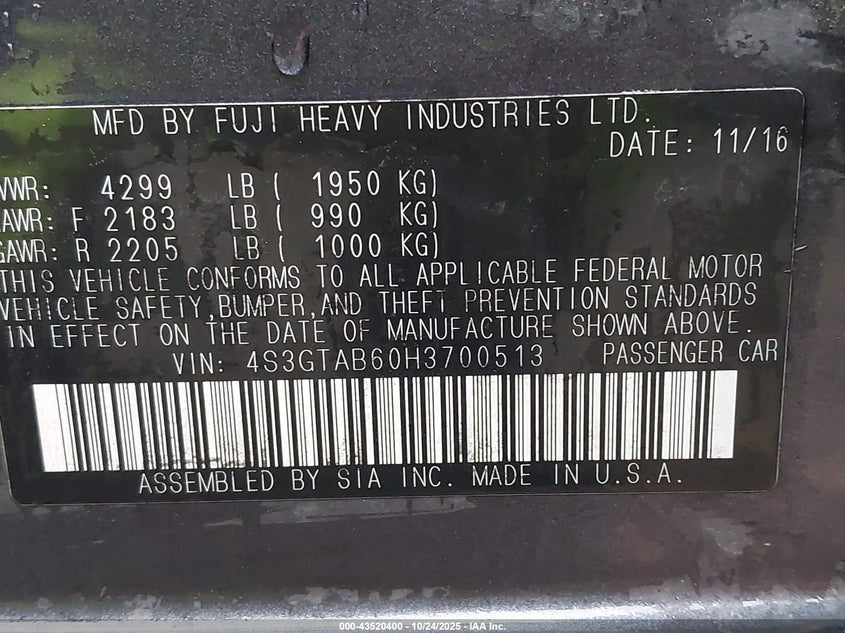 MFD BY FUJI HEAVY INDUSTRIES LTD.
DATE: 11/16
VWR: 4299 LB ( 1950 KG)
AWR: F 2183 LB ( 990 KG)
GAWR: R 2205 LB ( 1000 KG)
THIS VEHICLE CONFORMS TO ALL APPLICABLE FEDERAL MOTOR
VEHICLE SAFETY,BUMPER,AND THEFT PREVENTION STANDARDS
IN EFFECT ON THE DATE OF MANUFACTURE SHOWN ABOVE.
VIN: 4S3GTAB60H3700513 PASSENGER CAR
ASSEMBLED BY SIA INC. MADE IN U.S.A.
000-43520400 - 10/24/2025 - IAA Inc.